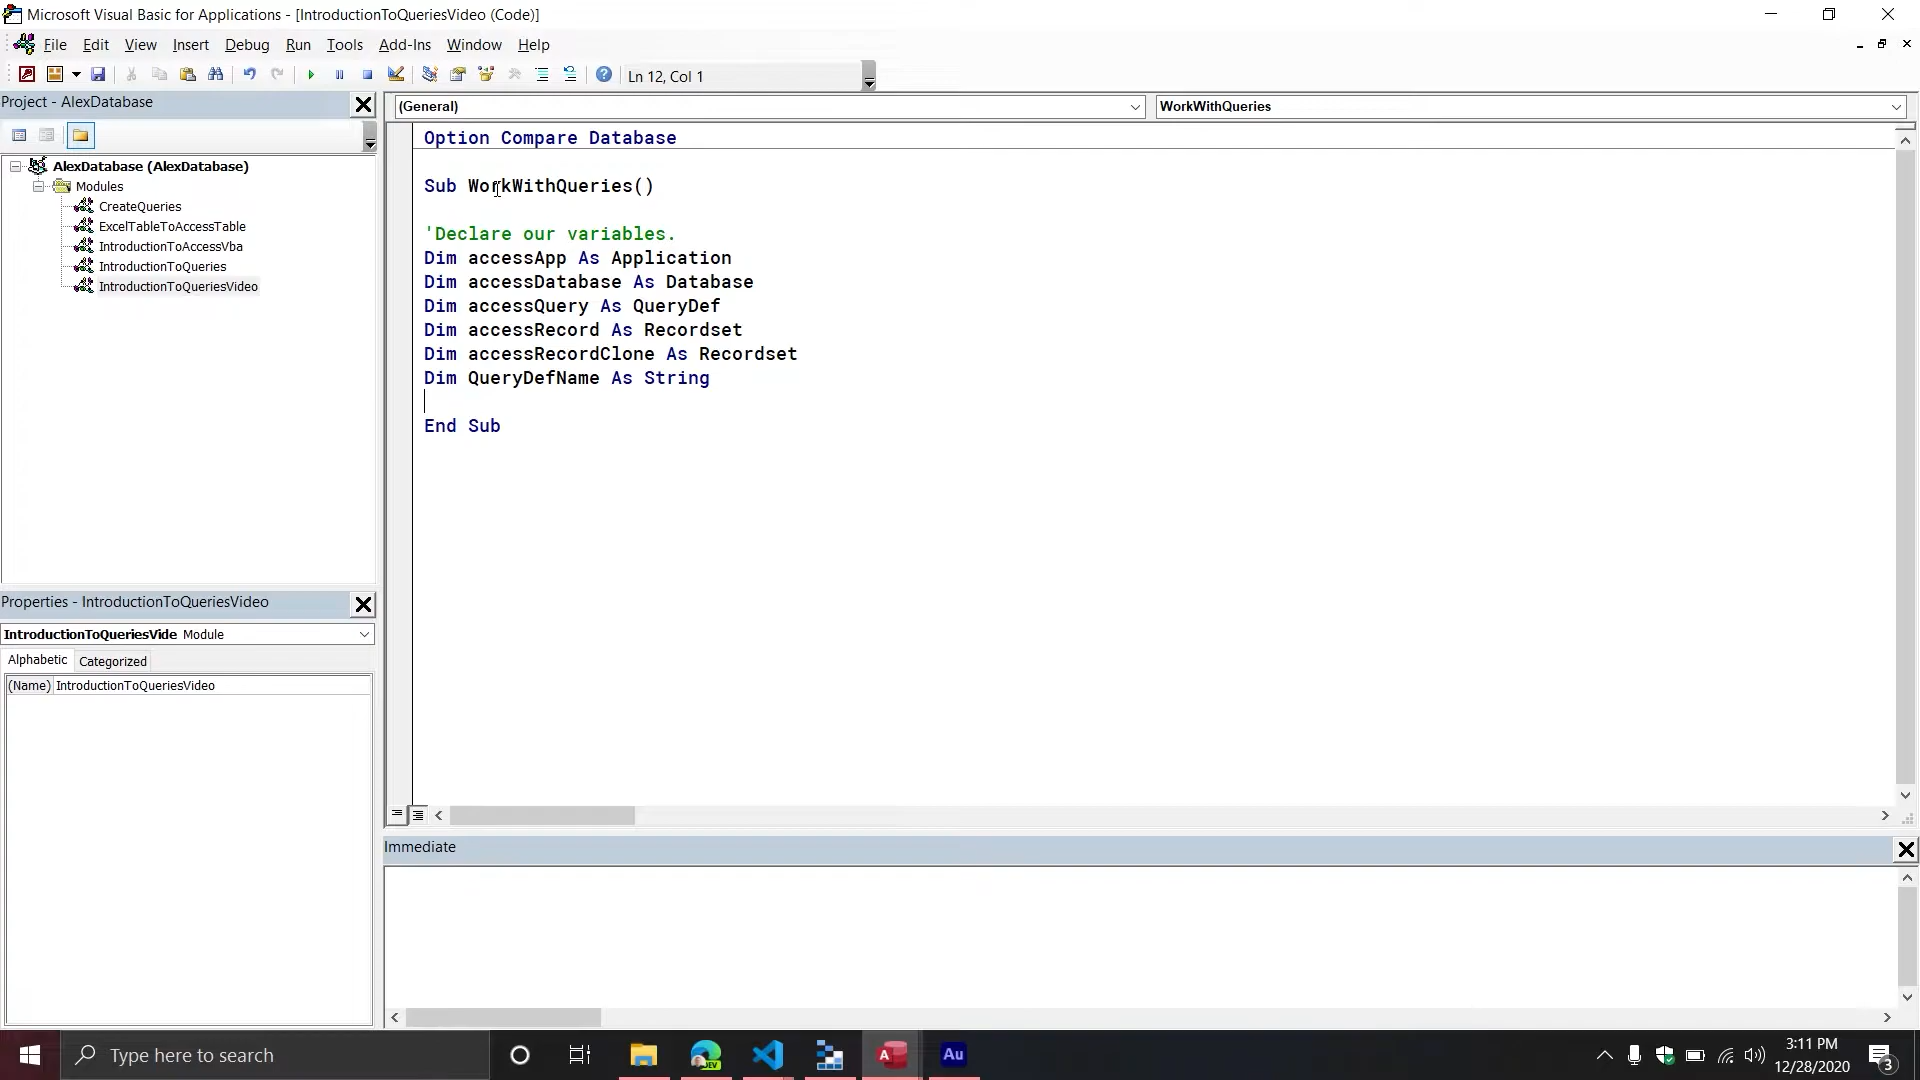 Microsoft Visual Basic for Applications - [IntroductionToQueriesVideo (Code)]
File Edit View Insert Debug Run Tools Add-Ins Window Help
Ln 12, Col 1
Project - AlexDatabase
AlexDatabase (AlexDatabase)
Modules
CreateQueries
ExcelTableToAccessTable
IntroductionToAccessVba
IntroductionToQueries
IntroductionToQueriesVideo
Properties - IntroductionToQueriesVideo
IntroductionToQueriesVide Module
Alphabetic Categorized
(Name) IntroductionToQueriesVideo
(General) WorkWithQueries
Option Compare Database
Sub WorkWithQueries()
'Declare our variables.
Dim accessApp As Application
Dim accessDatabase As Database
Dim accessQuery As QueryDef
Dim accessRecord As Recordset
Dim accessRecordClone As Recordset
Dim QueryDefName As String
End Sub
Immediate
Type here to search
DEV
A
Au
3:11 PM
12/28/2020
3